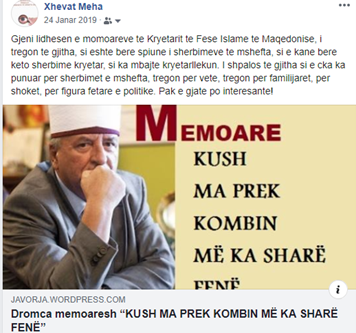 Xhevat Meha
24 Janar 2019 ·
Gjeni lidhesen e momoareve te Kryetarit te Fese Islame te Maqedonise, i
tregon te gjitha, si eshte bere spiune i sherbimeve te mshefta, si e kane bere
keto sherbime kryetar, si ka mbajte kryetarllekun. I shpalos te gjitha si e cka ka
punuar per sherbimet e mshefta, tregon per vete, tregon per familjaret, per
shoket, per figura fetare e politike. Pak e gjate po interesante!
MEMOARE
KUSH
MA PREK
KOMBIN
MË KA SHARË
FENË
i
JAVORJA.WORDPRESS.COM
Dromca memoaresh “KUSH MA PREK KOMBIN MË KA SHARË
FENË”